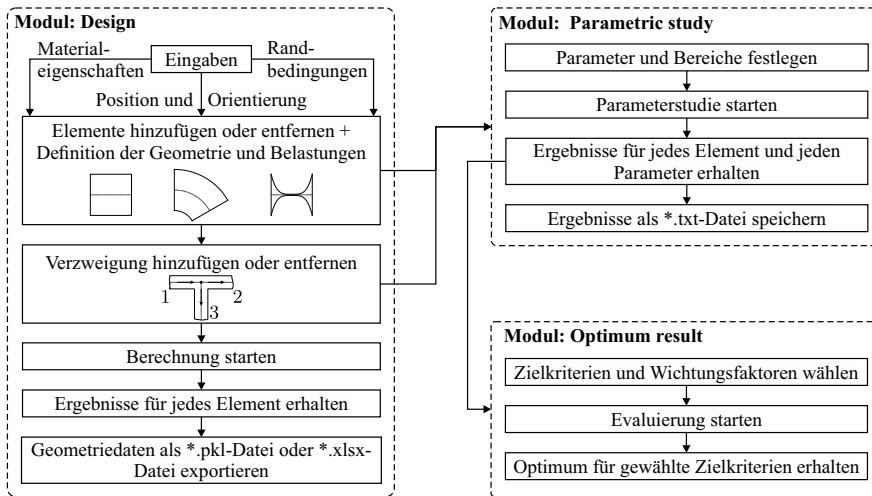 Modul: Design
Material-
eigenschaften
Eingaben
Rand-
bedingungen
Position und Orientierung
Elemente hinzufügen oder entfernen +
Definition der Geometrie und Belastungen
Verzweigung hinzufügen oder entfernen
1
2
3
Berechnung starten
Ergebnisse für jedes Element erhalten
Geometriedaten als *.pkl-Datei oder *.xlsx-
Datei exportieren
Modul: Parametric study
Parameter und Bereiche festlegen
Parameterstudie starten
Ergebnisse für jedes Element und jeden
Parameter erhalten
Ergebnisse als *.txt-Datei speichern
Modul: Optimum result
Zielkriterien und Wichtungsfaktoren wählen
Evaluierung starten
Optimum für gewählte Zielkriterien erhalten